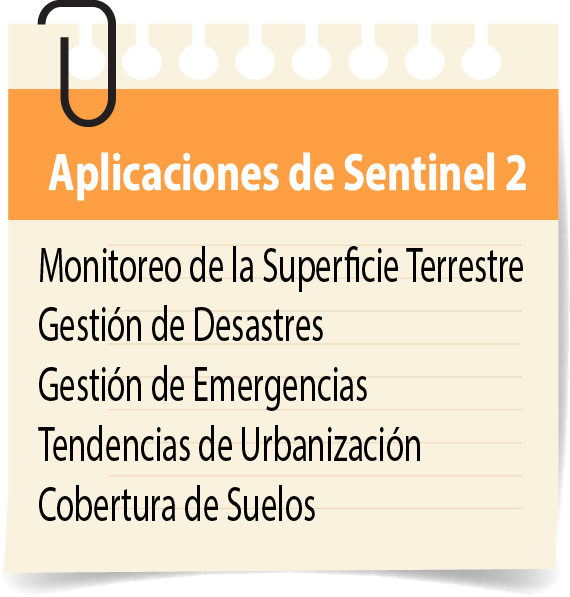 Aplicaciones de Sentinel 2
Monitoreo de la Superficie Terrestre
Gestión de Desastres
Gestión de Emergencias
Tendencias de Urbanización
Cobertura de Suelos